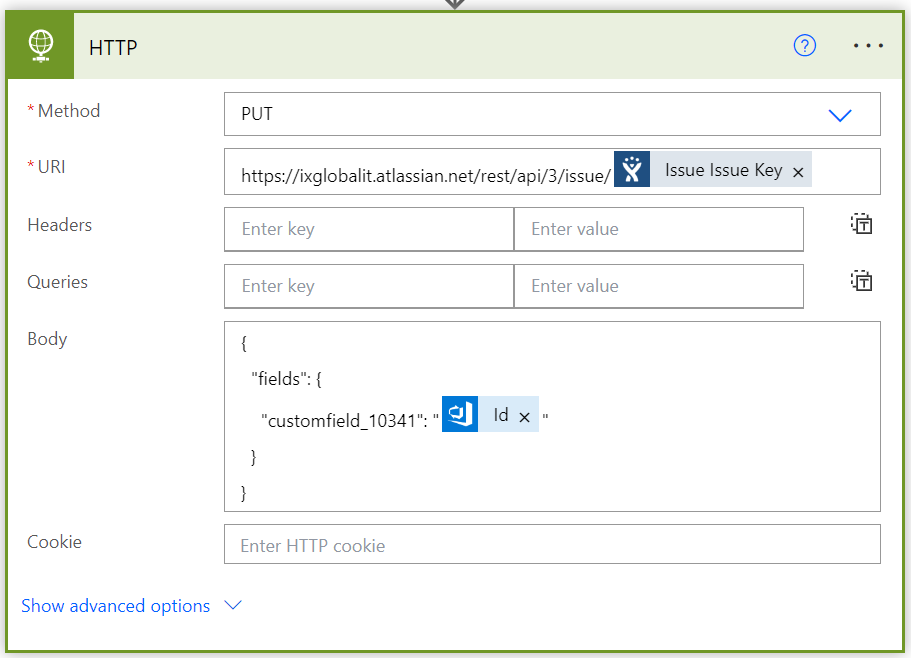 HTTP
?
* Method
PUT
* URI
https://ixglobalit.atlassian.net/rest/api/3/issue/ Issue Issue Key ×
Headers
Enter key Enter value
Queries
Enter key Enter value
Body
{
"fields": {
"customfield_10341": " Id × "
}
}
Cookie
Enter HTTP cookie
Show advanced options